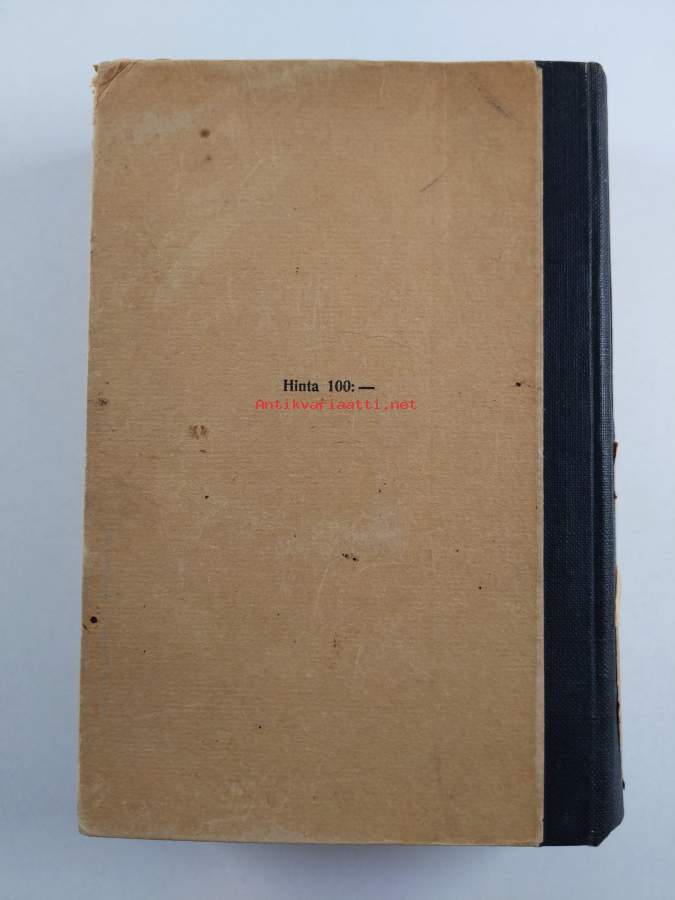 Hinta 100: —
Antikvariaatti.net